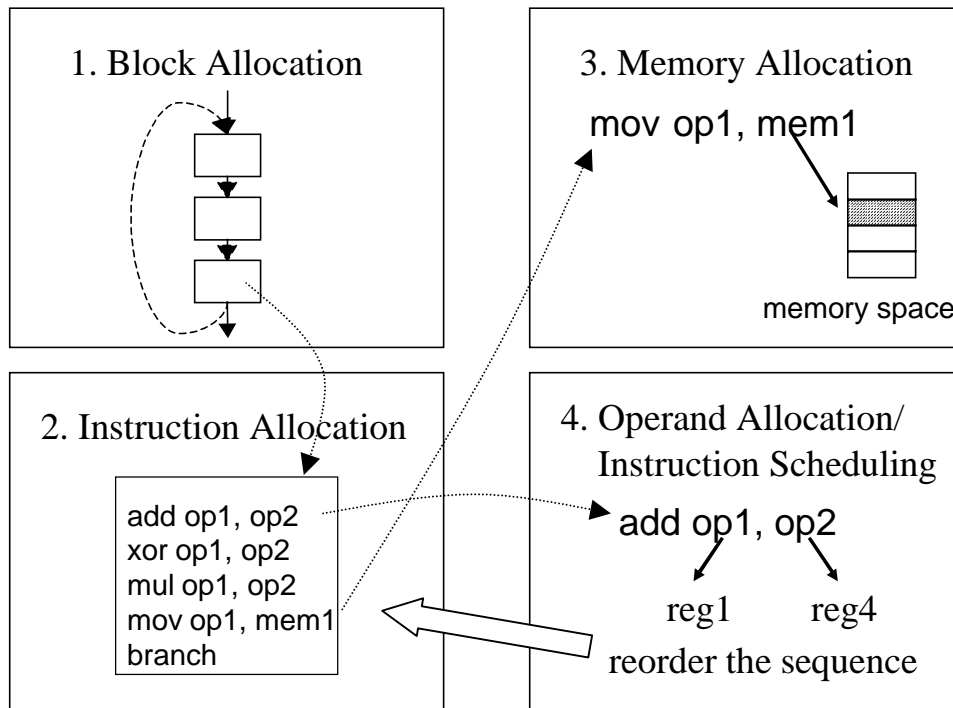 1. Block Allocation
3. Memory Allocation
mov op1, mem1
memory space
2. Instruction Allocation
add op1, op2
xor op1, op2
mul op1, op2
mov op1, mem1
branch
4. Operand Allocation/
Instruction Scheduling
add op1, op2
reg1 reg4
reorder the sequence